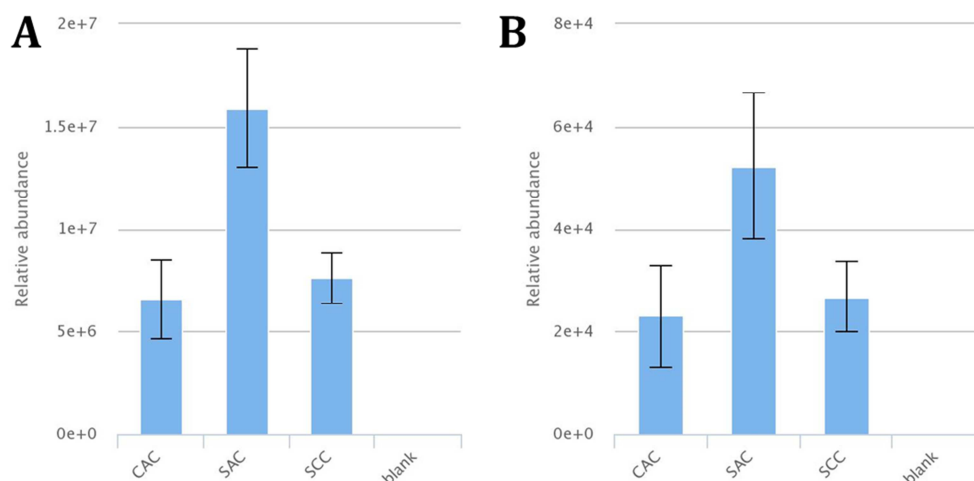 A
Relative abundance
2e+7
1.5e+7
1e+7
5e+6
0e+0
CAC
SAC
SCC
blank
B
Relative abundance
8e+4
6e+4
4e+4
2e+4
0e+0
CAC
SAC
SCC
blank